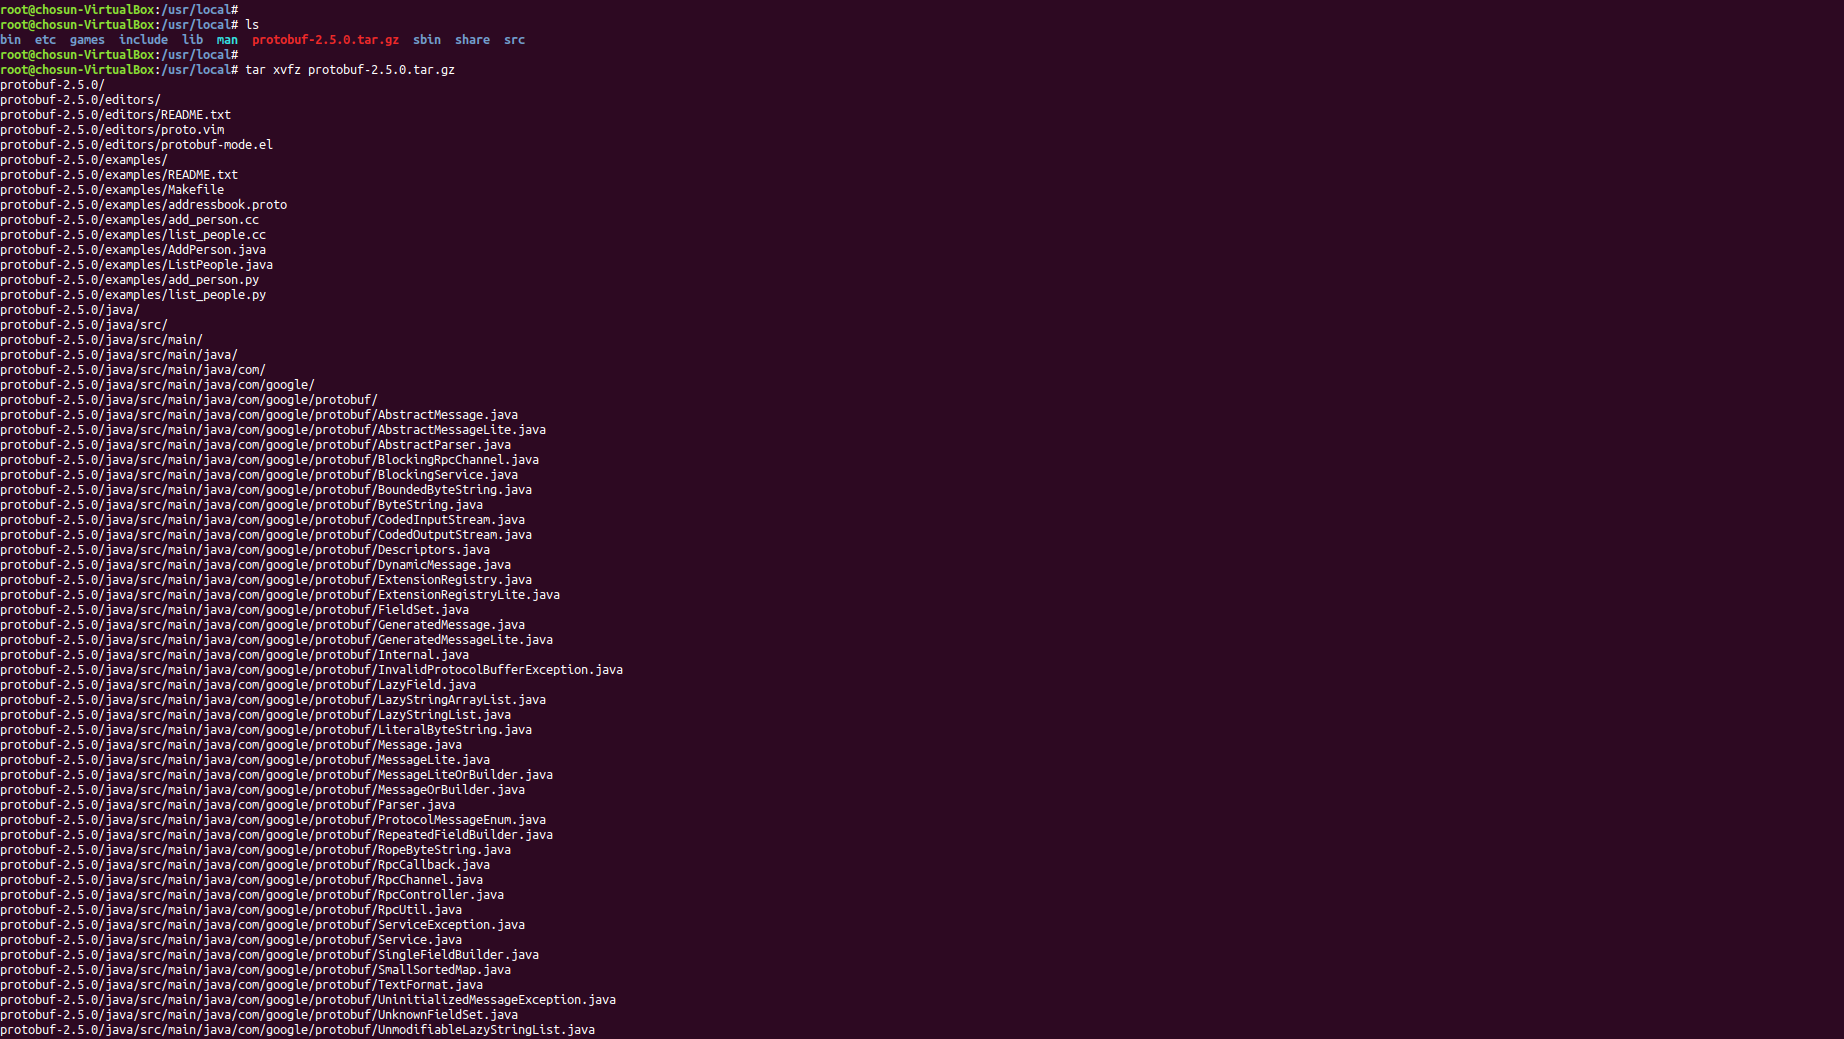 root@chosun-VirtualBox:/usr/local#
root@chosun-VirtualBox:/usr/local# ls
bin  etc  games  include  lib  man  protobuf-2.5.0.tar.gz  sbin  share  src
root@chosun-VirtualBox:/usr/local#
root@chosun-VirtualBox:/usr/local# tar xvfz protobuf-2.5.0.tar.gz
protobuf-2.5.0/
protobuf-2.5.0/editors/
protobuf-2.5.0/editors/README.txt
protobuf-2.5.0/editors/proto.vim
protobuf-2.5.0/editors/protobuf-mode.el
protobuf-2.5.0/examples/
protobuf-2.5.0/examples/README.txt
protobuf-2.5.0/examples/Makefile
protobuf-2.5.0/examples/addressbook.proto
protobuf-2.5.0/examples/add_person.cc
protobuf-2.5.0/examples/list_people.cc
protobuf-2.5.0/examples/AddPerson.java
protobuf-2.5.0/examples/ListPeople.java
protobuf-2.5.0/examples/add_person.py
protobuf-2.5.0/examples/list_people.py
protobuf-2.5.0/java/
protobuf-2.5.0/java/src/
protobuf-2.5.0/java/src/main/
protobuf-2.5.0/java/src/main/java/
protobuf-2.5.0/java/src/main/java/com/
protobuf-2.5.0/java/src/main/java/com/google/
protobuf-2.5.0/java/src/main/java/com/google/protobuf/
protobuf-2.5.0/java/src/main/java/com/google/protobuf/AbstractMessage.java
protobuf-2.5.0/java/src/main/java/com/google/protobuf/AbstractMessageLite.java
protobuf-2.5.0/java/src/main/java/com/google/protobuf/AbstractParser.java
protobuf-2.5.0/java/src/main/java/com/google/protobuf/BlockingRpcChannel.java
protobuf-2.5.0/java/src/main/java/com/google/protobuf/BlockingService.java
protobuf-2.5.0/java/src/main/java/com/google/protobuf/BoundedByteString.java
protobuf-2.5.0/java/src/main/java/com/google/protobuf/ByteString.java
protobuf-2.5.0/java/src/main/java/com/google/protobuf/CodedInputStream.java
protobuf-2.5.0/java/src/main/java/com/google/protobuf/CodedOutputStream.java
protobuf-2.5.0/java/src/main/java/com/google/protobuf/Descriptors.java
protobuf-2.5.0/java/src/main/java/com/google/protobuf/DynamicMessage.java
protobuf-2.5.0/java/src/main/java/com/google/protobuf/ExtensionRegistry.java
protobuf-2.5.0/java/src/main/java/com/google/protobuf/ExtensionRegistryLite.java
protobuf-2.5.0/java/src/main/java/com/google/protobuf/FieldSet.java
protobuf-2.5.0/java/src/main/java/com/google/protobuf/GeneratedMessage.java
protobuf-2.5.0/java/src/main/java/com/google/protobuf/GeneratedMessageLite.java
protobuf-2.5.0/java/src/main/java/com/google/protobuf/Internal.java
protobuf-2.5.0/java/src/main/java/com/google/protobuf/InvalidProtocolBufferException.java
protobuf-2.5.0/java/src/main/java/com/google/protobuf/LazyField.java
protobuf-2.5.0/java/src/main/java/com/google/protobuf/LazyStringArrayList.java
protobuf-2.5.0/java/src/main/java/com/google/protobuf/LazyStringList.java
protobuf-2.5.0/java/src/main/java/com/google/protobuf/LiteralByteString.java
protobuf-2.5.0/java/src/main/java/com/google/protobuf/Message.java
protobuf-2.5.0/java/src/main/java/com/google/protobuf/MessageLite.java
protobuf-2.5.0/java/src/main/java/com/google/protobuf/MessageLiteOrBuilder.java
protobuf-2.5.0/java/src/main/java/com/google/protobuf/MessageOrBuilder.java
protobuf-2.5.0/java/src/main/java/com/google/protobuf/Parser.java
protobuf-2.5.0/java/src/main/java/com/google/protobuf/ProtocolMessageEnum.java
protobuf-2.5.0/java/src/main/java/com/google/protobuf/RepeatedFieldBuilder.java
protobuf-2.5.0/java/src/main/java/com/google/protobuf/RopeByteString.java
protobuf-2.5.0/java/src/main/java/com/google/protobuf/RpcCallback.java
protobuf-2.5.0/java/src/main/java/com/google/protobuf/RpcChannel.java
protobuf-2.5.0/java/src/main/java/com/google/protobuf/RpcController.java
protobuf-2.5.0/java/src/main/java/com/google/protobuf/RpcUtil.java
protobuf-2.5.0/java/src/main/java/com/google/protobuf/ServiceException.java
protobuf-2.5.0/java/src/main/java/com/google/protobuf/Service.java
protobuf-2.5.0/java/src/main/java/com/google/protobuf/SingleFieldBuilder.java
protobuf-2.5.0/java/src/main/java/com/google/protobuf/SmallSortedMap.java
protobuf-2.5.0/java/src/main/java/com/google/protobuf/TextFormat.java
protobuf-2.5.0/java/src/main/java/com/google/protobuf/UninitializedMessageException.java
protobuf-2.5.0/java/src/main/java/com/google/protobuf/UnknownFieldSet.java
protobuf-2.5.0/java/src/main/java/com/google/protobuf/UnmodifiableLazyStringList.java